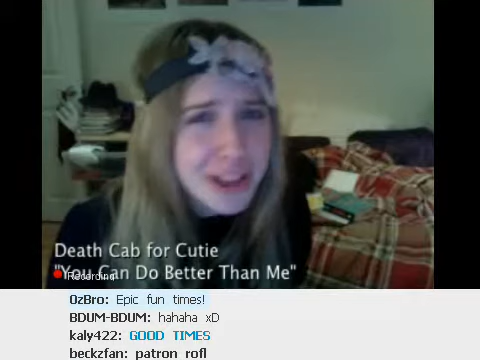 Death Cab for Cutie
"You Can Do Better Than Me"
Recording
OzBro: Epic fun times!
BDUM-BDUM: hahaha xD
kaly422: GOOD TIMES
beckzfan: patron rofl